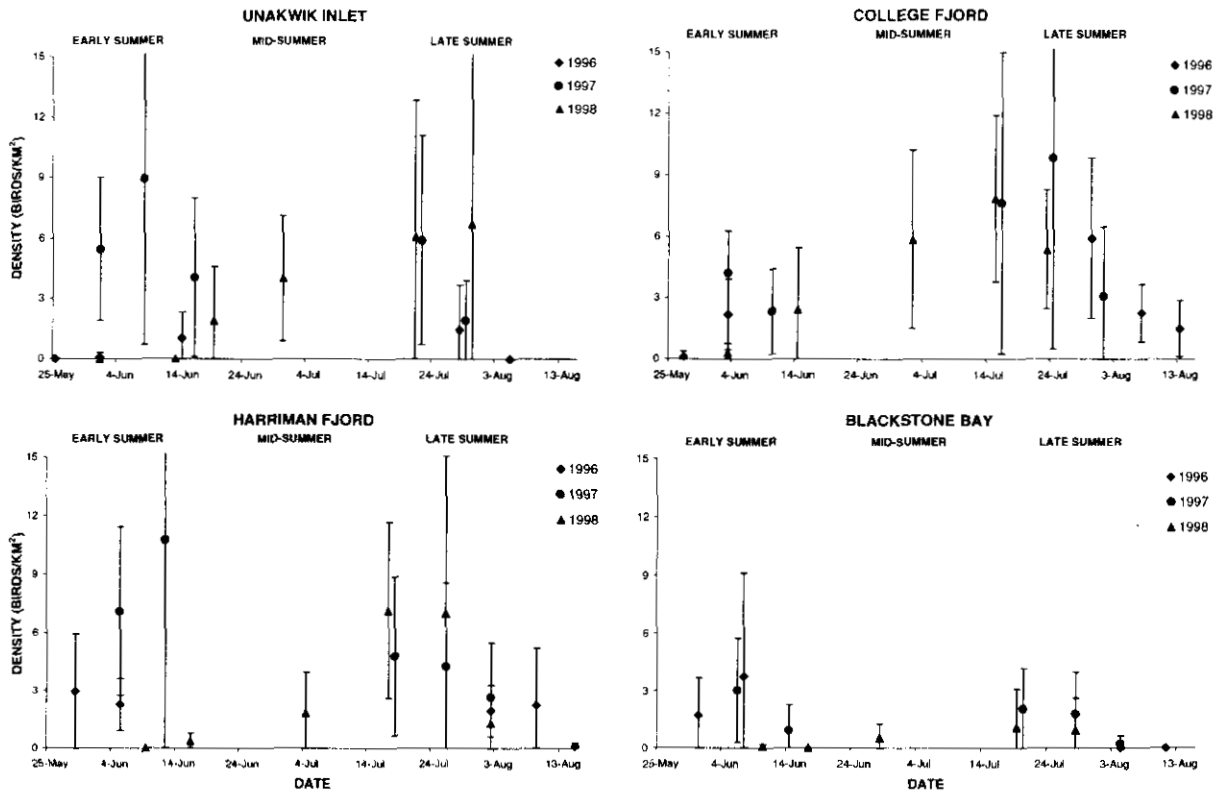 UNAKWIK INLET
EARLY SUMMER MID-SUMMER LATE SUMMER
15
12
9
6
3
0
DENSITY (BIRDS/KM²)
1996
1997
1998
25-May 4-Jun 14-Jun 24-Jun 4-Jul 14-Jul 24-Jul 3-Aug 13-Aug
COLLEGE FJORD
EARLY SUMMER MID-SUMMER LATE SUMMER
15
12
9
6
3
0
1996
1997
1998
25-May 4-Jun 14-Jun 24-Jun 4-Jul 14-Jul 24-Jul 3-Aug 13-Aug
HARRIMAN FJORD
EARLY SUMMER MID-SUMMER LATE SUMMER
15
12
9
6
3
0
DENSITY (BIRDS/KM²)
1996
1997
1998
25-May 4-Jun 14-Jun 24-Jun 4-Jul 14-Jul 24-Jul 3-Aug 13-Aug
DATE
BLACKSTONE BAY
EARLY SUMMER MID-SUMMER LATE SUMMER
15
12
9
6
3
0
1996
1997
1998
25-May 4-Jun 14-Jun 24-Jun 4-Jul 14-Jul 24-Jul 3-Aug 13-Aug
DATE